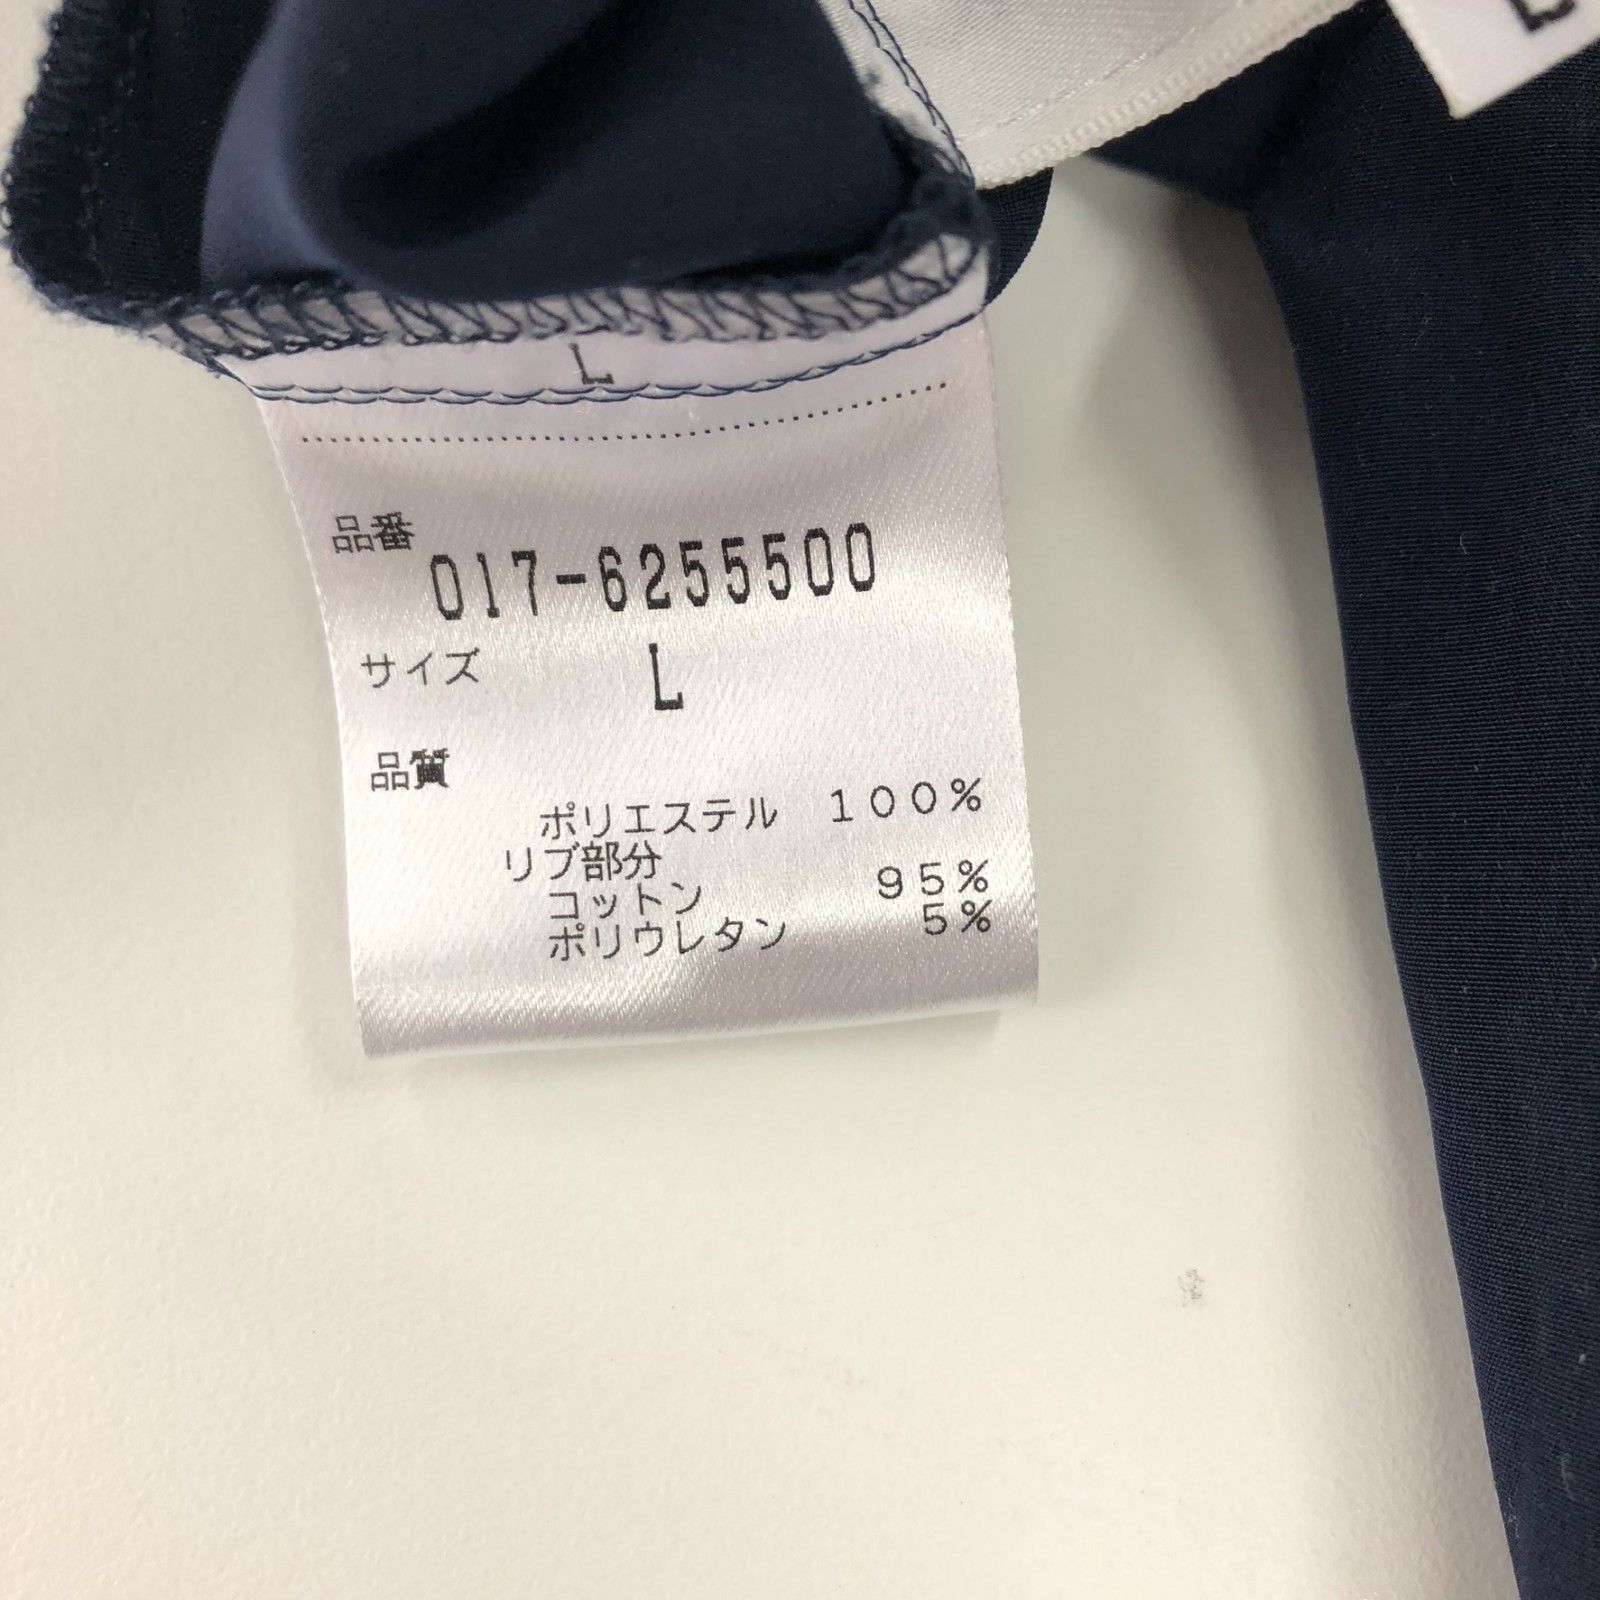 L
品番
017-6255500
サイズ L
品質
ポリエステル 100%
リブ部分
コットン 95%
ポリウレタン 5%